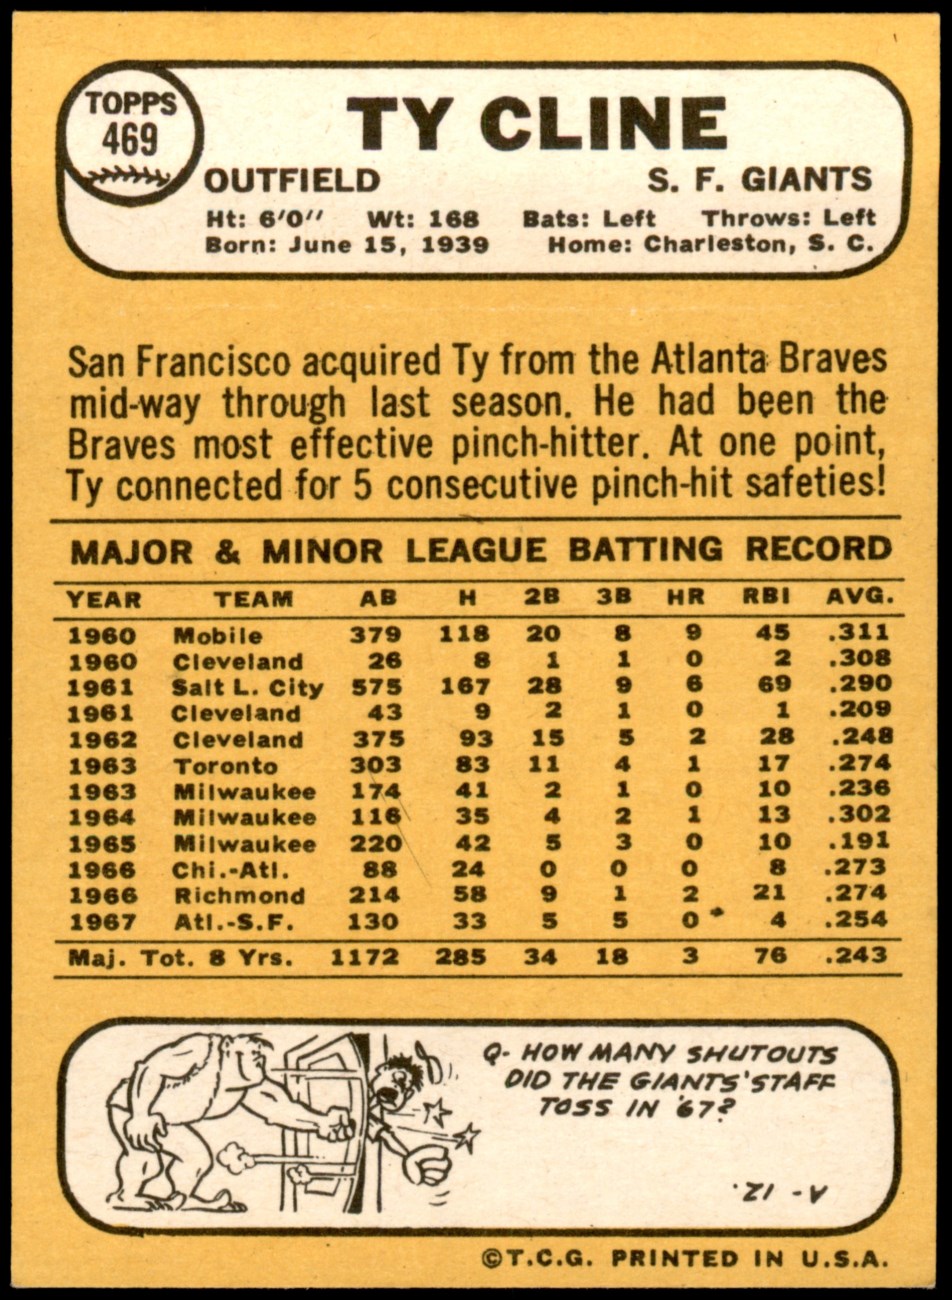 TOPPS
469
TY CLINE
OUTFIELD S. F. GIANTS
Ht: 6'0" Wt: 168 Bats: Left Throws: Left
Born: June 15, 1939 Home: Charleston, S. C.
San Francisco acquired Ty from the Atlanta Braves
mid-way through last season. He had been the
Braves most effective pinch-hitter. At one point,
Ty connected for 5 consecutive pinch-hit safeties!
MAJOR & MINOR LEAGUE BATTING RECORD
YEAR TEAM AB H 2B 3B HR RBI AVG.
1960 Mobile 379 118 20 8 9 45 .311
1960 Cleveland 26 8 1 1 0 2 .308
1961 Salt L. City 575 167 28 9 6 69 .290
1961 Cleveland 43 9 2 1 0 1 .209
1962 Cleveland 375 93 15 5 2 28 .248
1963 Toronto 303 83 11 4 1 17 .274
1963 Milwaukee 174 41 2 1 0 10 .236
1964 Milwaukee 116 35 4 2 1 13 .302
1965 Milwaukee 220 42 5 3 0 10 .191
1966 Chi.-Atl. 88 24 0 0 0 8 .273
1966 Richmond 214 58 9 1 2 21 .274
1967 Atl.-S.F. 130 33 5 5 0 4 .254
Maj. Tot. 8 Yrs. 1172 285 34 18 3 76 .243
Q- HOW MANY SHUTOUTS
DID THE GIANTS' STAFF
TOSS IN '67?
A- 12.
©T.C.G. PRINTED IN U.S.A.